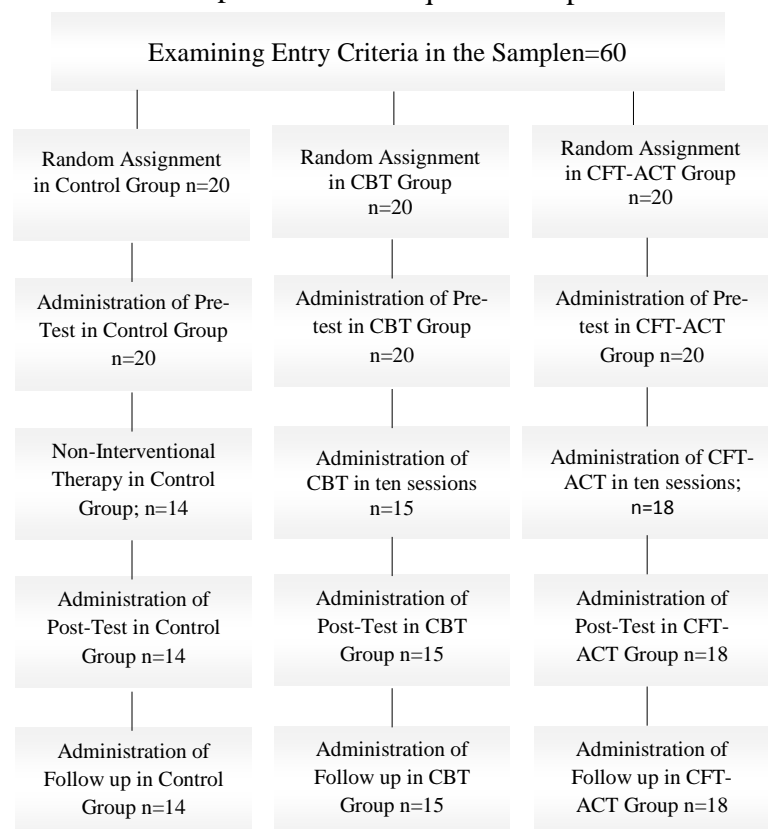 Examining Entry Criteria in the Samplen=60
Random Assignment
in Control Group n=20
Random Assignment
in CBT Group
n=20
Random Assignment
in CFT-ACT Group
n=20
Administration of Pre-
Test in Control Group
n=20
Administration of Pre-
test in CBT Group
n=20
Administration of Pre-
test in CFT-ACT
Group n=20
Non-Interventional
Therapy in Control
Group; n=14
Administration of
CBT in ten sessions
n=15
Administration of CFT-
ACT in ten sessions;
n=18
Administration of
Post-Test in Control
Group n=14
Administration of
Post-Test in CBT
Group n=15
Administration of
Post-Test in CFT-
ACT Group n=18
Administration of
Follow up in Control
Group n=14
Administration of
Follow up in CBT
Group n=15
Administration of
Follow up in CFT-
ACT Group n=18